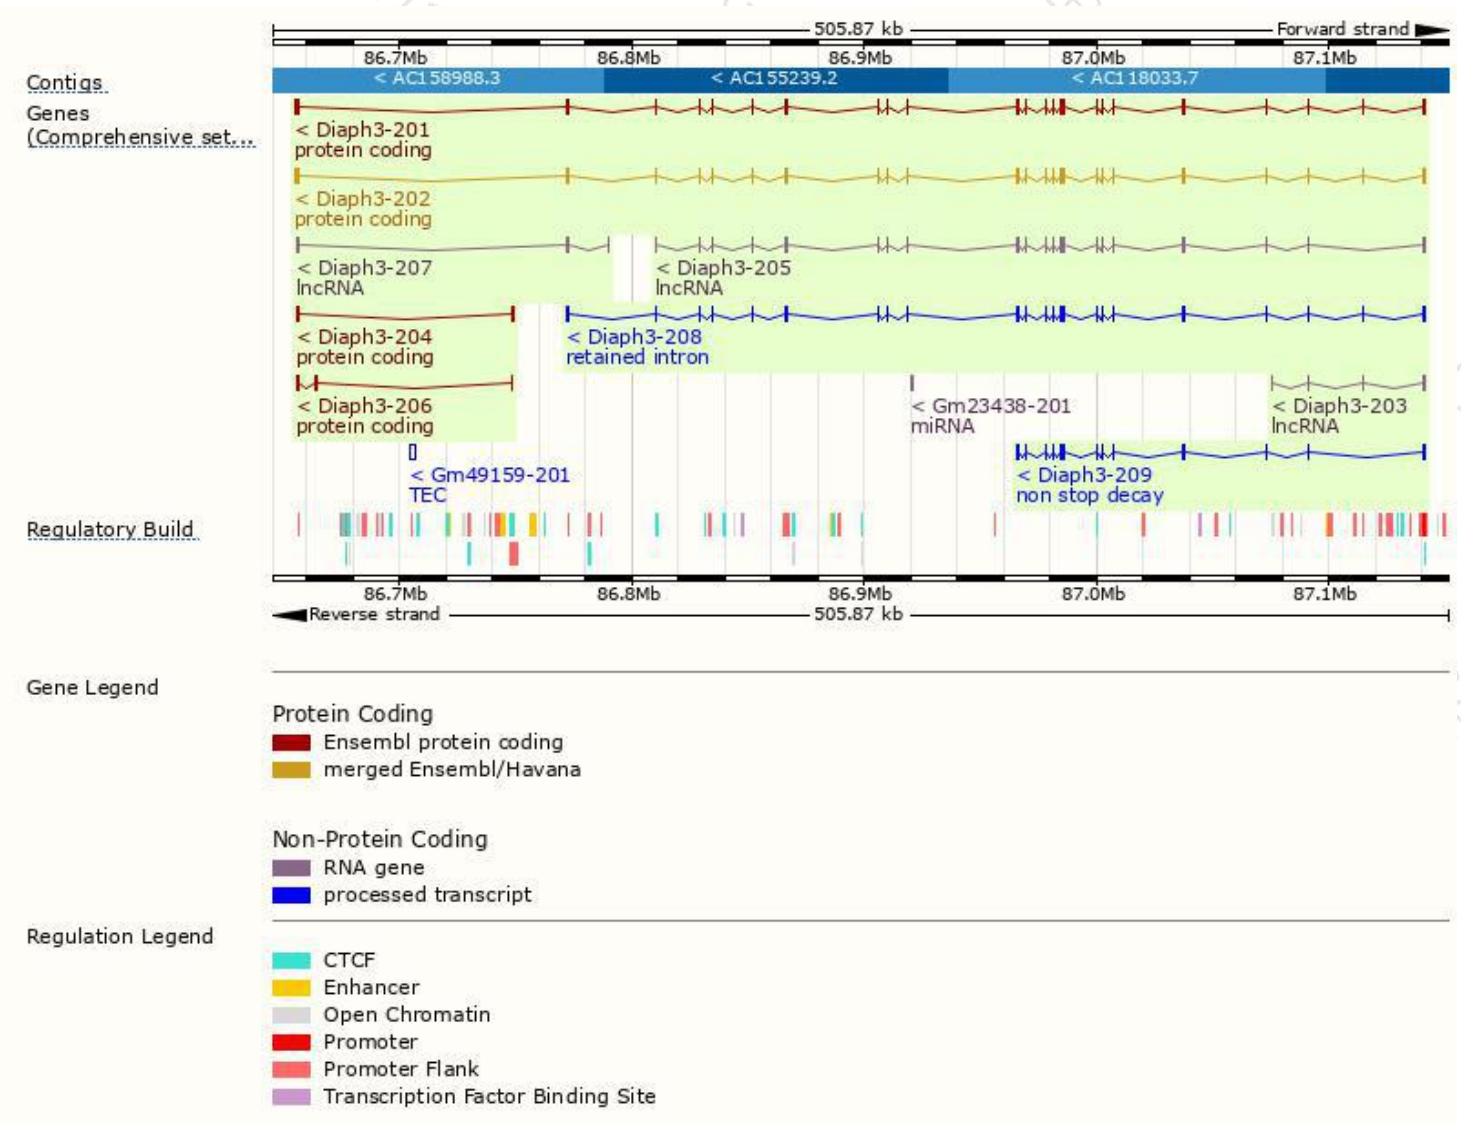 505.87 kb Forward strand
86.7Mb 86.8Mb 86.9Mb 87.0Mb 87.1Mb
Contigs < AC158988.3 < AC155239.2 < AC118033.7
Genes
(Comprehensive set...
< Diaph3-201
protein coding
< Diaph3-202
protein coding
< Diaph3-207 < Diaph3-205
lncRNA lncRNA
< Diaph3-204 < Diaph3-208
protein coding retained intron
< Diaph3-206 < Gm23438-201 < Diaph3-203
protein coding miRNA lncRNA
< Gm49159-201 < Diaph3-209
TEC non stop decay
Regulatory Build
86.7Mb 86.8Mb 86.9Mb 87.0Mb 87.1Mb
Reverse strand 505.87 kb
Gene Legend
Protein Coding
Ensembl protein coding
merged Ensembl/Havana
Non-Protein Coding
RNA gene
processed transcript
Regulation Legend
CTCF
Enhancer
Open Chromatin
Promoter
Promoter Flank
Transcription Factor Binding Site